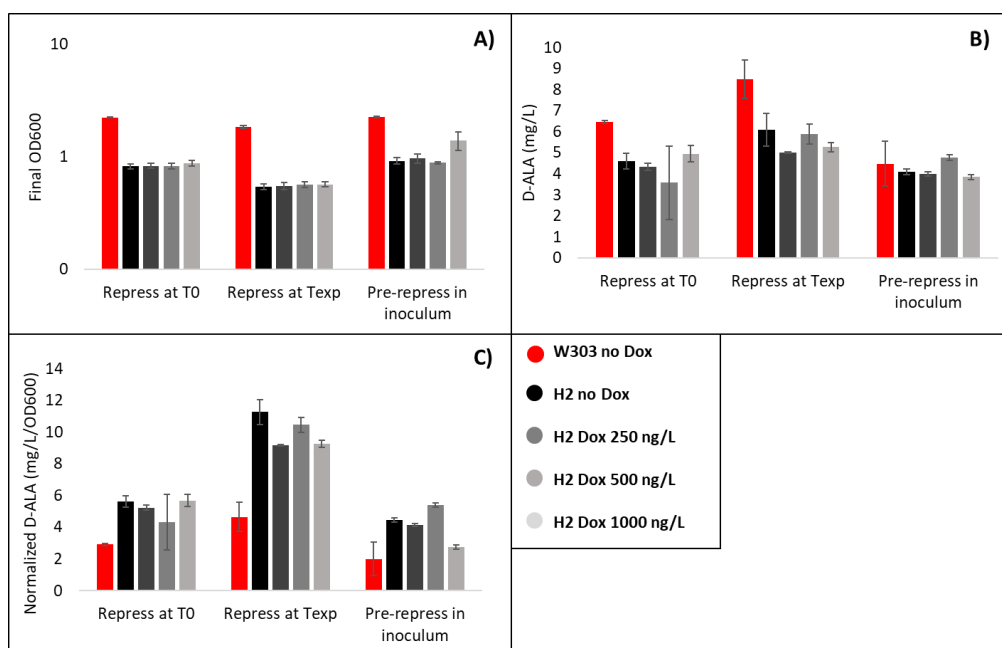 A)
10
1
0
Final OD600
Repress at T0
Repress at Texp
Pre-repress in
inoculum
B)
10
9
8
7
6
5
4
3
2
1
0
D-ALA (mg/L)
Repress at T0
Repress at Texp
Pre-repress in
inoculum
C)
14
12
10
8
6
4
2
0
Normalized D-ALA (mg/L/OD600)
Repress at T0
Repress at Texp
Pre-repress in
inoculum
W303 no Dox
H2 no Dox
H2 Dox 250 ng/L
H2 Dox 500 ng/L
H2 Dox 1000 ng/L